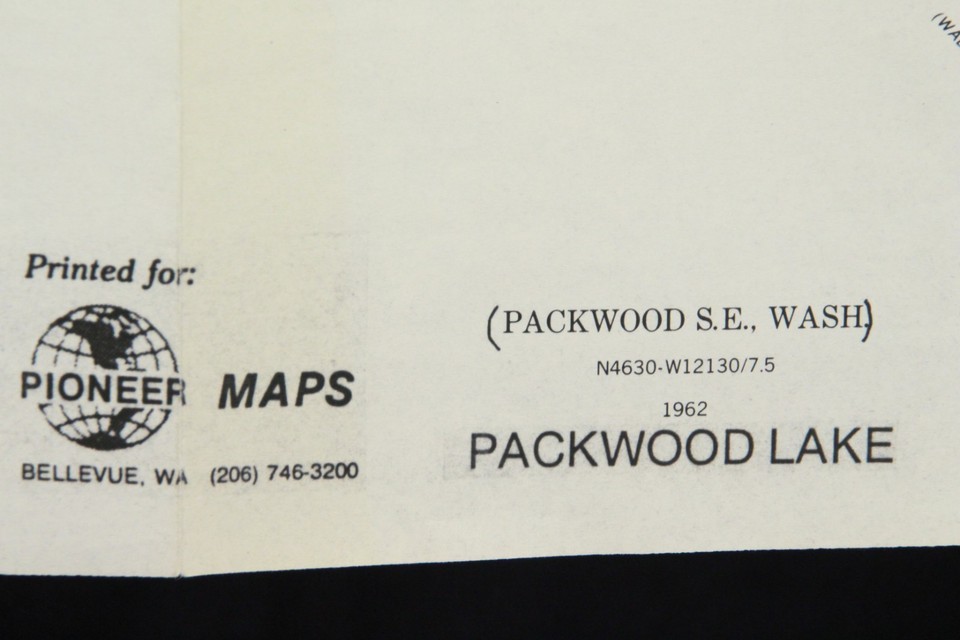 Printed for:
PIONEER MAPS
BELLEVUE, WA (206) 746-3200
(PACKWOOD S.E., WASH.)
N4630-W12130/7.5
1962
PACKWOOD LAKE